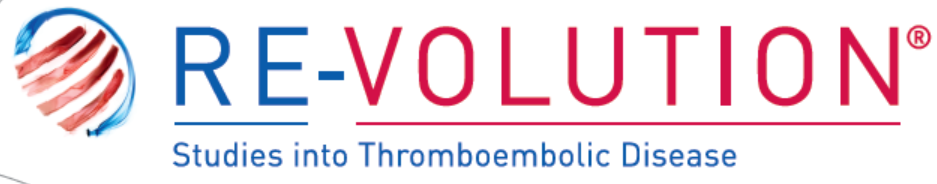 RE-VOLUTION®
Studies into Thromboembolic Disease